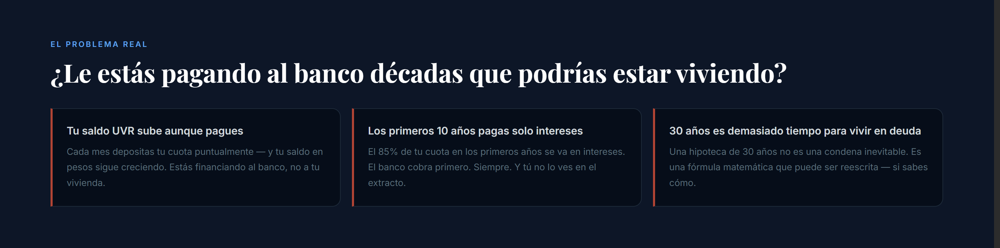 EL PROBLEMA REAL
¿Le estás pagando al banco décadas que podrías estar viviendo?
Tu saldo UVR sube aunque pagues
Cada mes depositas tu cuota puntualmente — y tu saldo en
pesos sigue creciendo. Estás financiando al banco, no a tu
vivienda.
Los primeros 10 años pagas solo intereses
El 85% de tu cuota en los primeros años se va en intereses.
El banco cobra primero. Siempre. Y tú no lo ves en el
extracto.
30 años es demasiado tiempo para vivir en deuda
Una hipoteca de 30 años no es una condena inevitable. Es
una fórmula matemática que puede ser reescrita — si sabes
cómo.